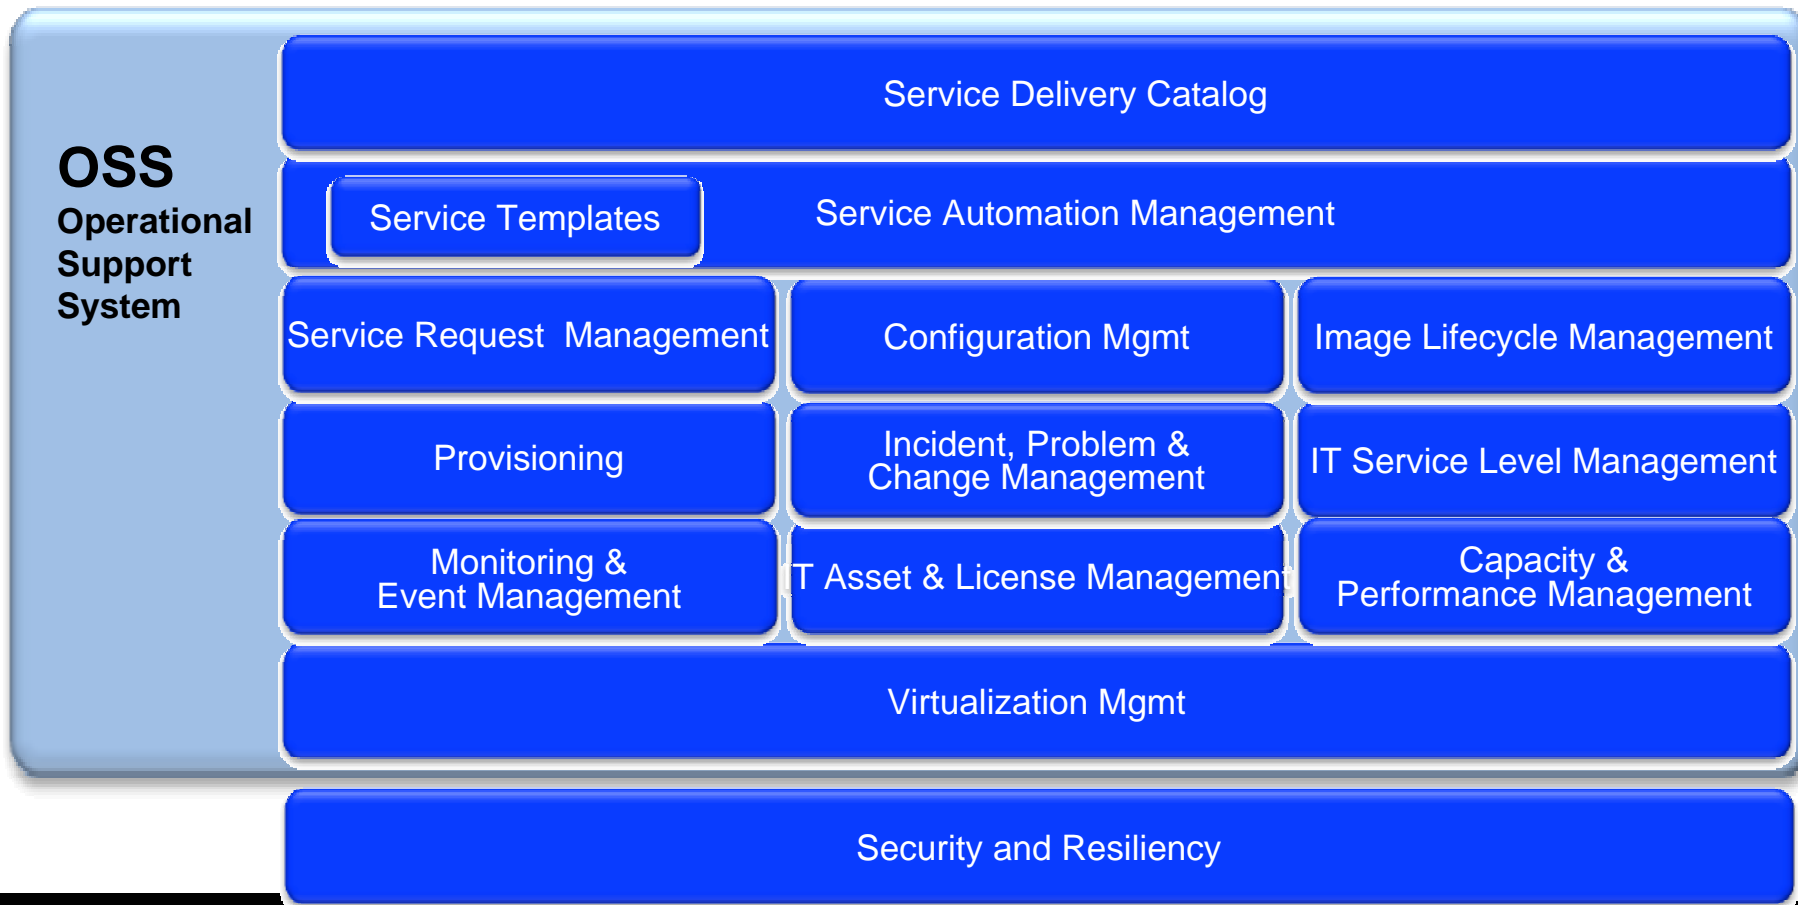 Service Delivery Catalog
OSS
Operational
Support
System
Service Templates
Service Automation Management
Service Request Management
Configuration Mgmt
Image Lifecycle Management
Provisioning
Incident, Problem &
Change Management
IT Service Level Management
Monitoring &
Event Management
IT Asset & License Management
Capacity &
Performance Management
Virtualization Mgmt
Security and Resiliency